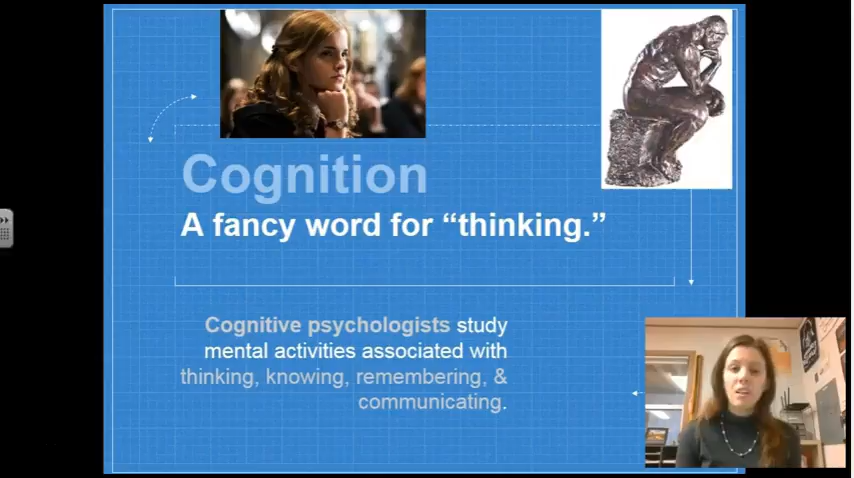 Cognition
A fancy word for “thinking.”
Cognitive psychologists study
mental activities associated with
thinking, knowing, remembering, &
communicating.